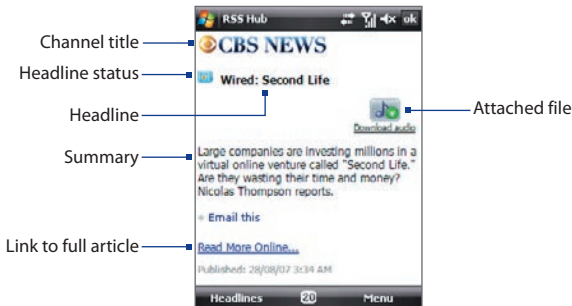 RSS Hub
ok
Channel title
CBS NEWS
Headline status
Wired: Second Life
Headline
Attached file
Download audio
Summary
Large companies are investing millions in a
virtual online venture called "Second Life."
Are they wasting their time and money?
Nicolas Thompson reports.
Email this
Link to full article
Read More Online...
Published: 28/08/07 3:34 AM
Headlines
20
Menu